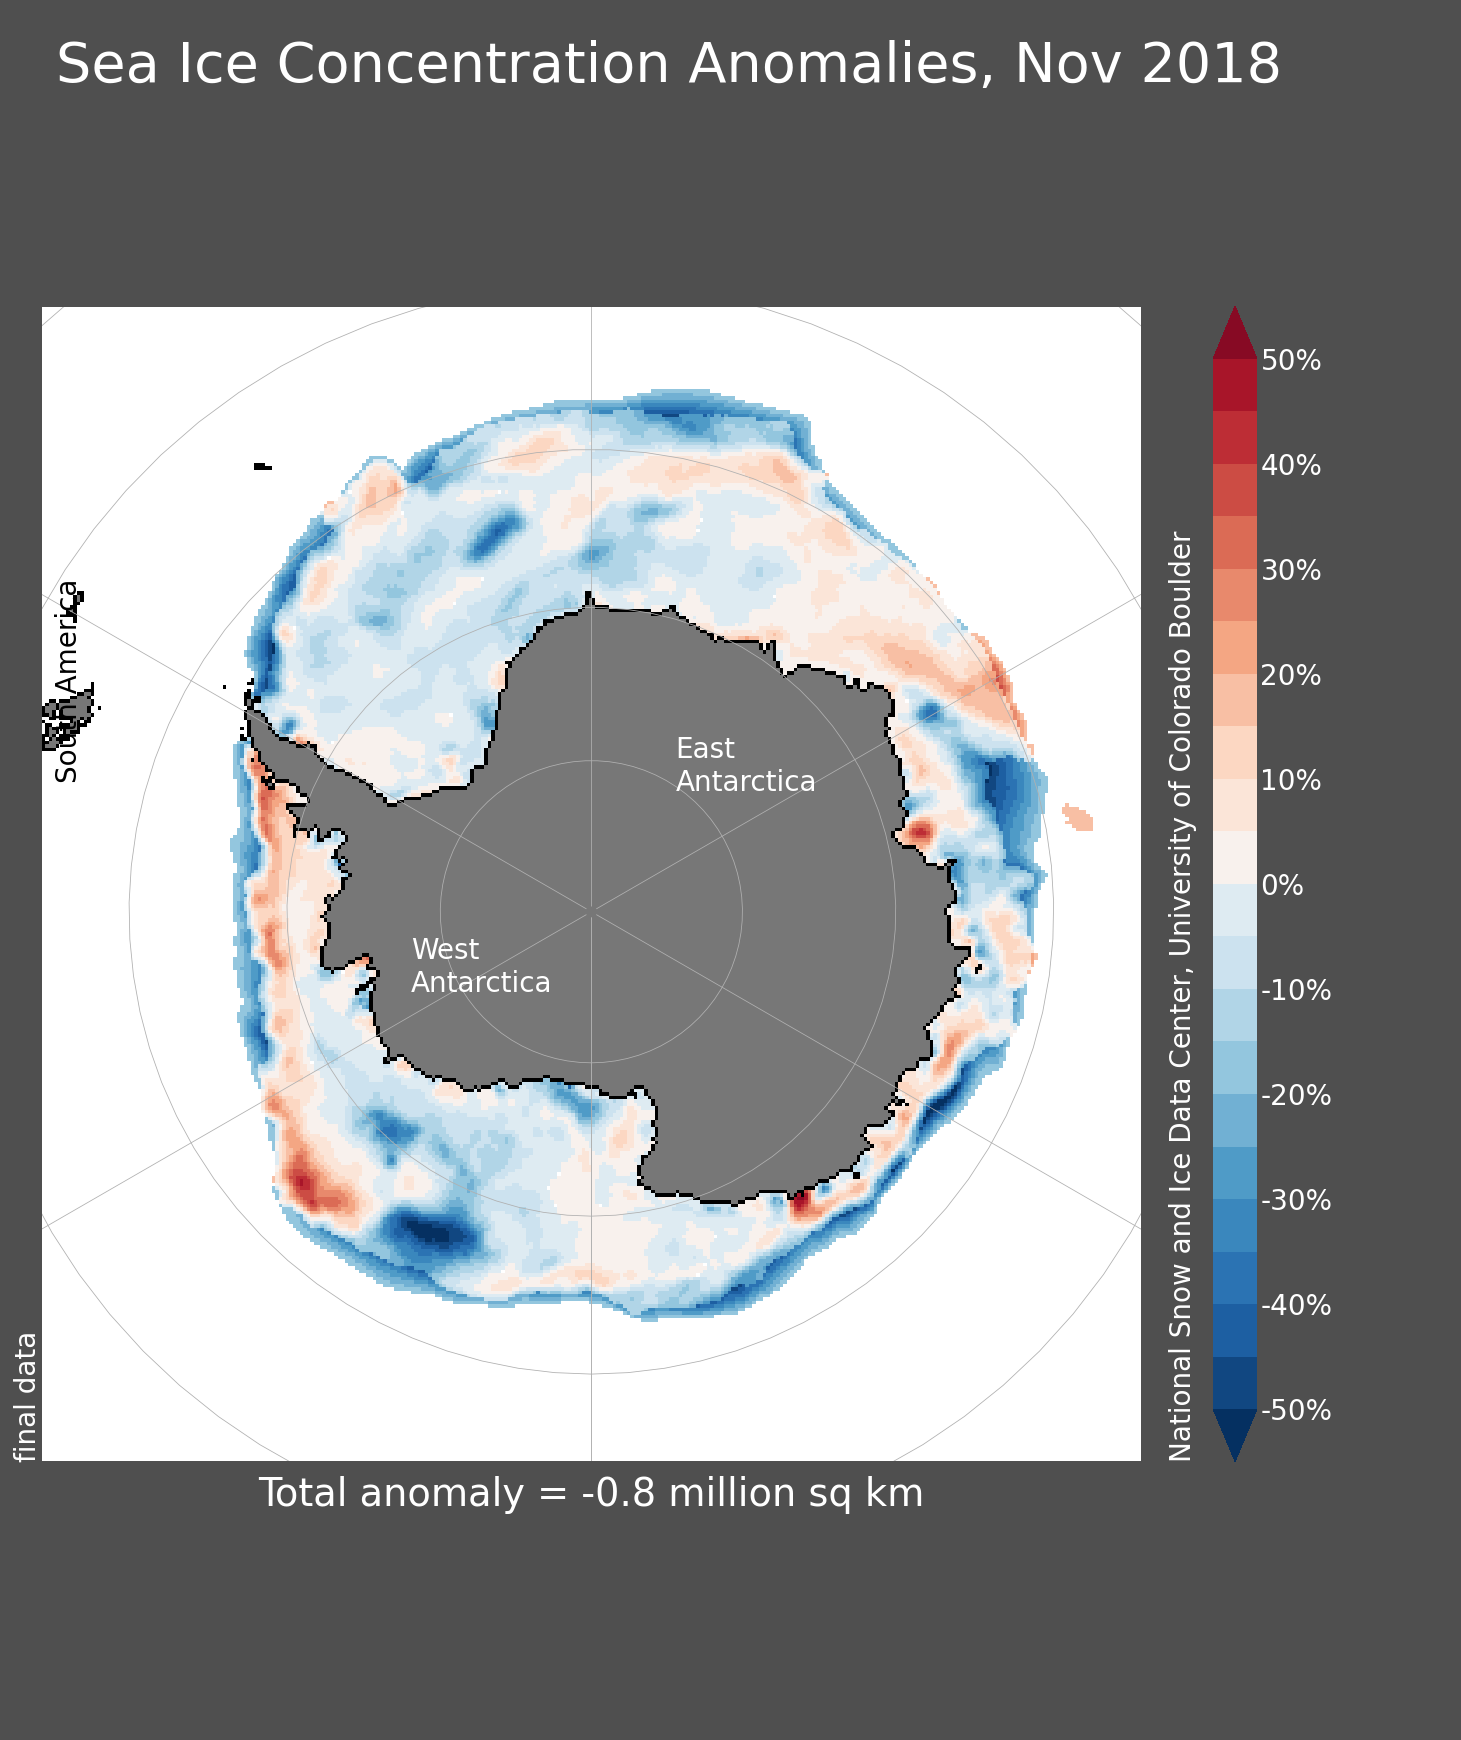 Sea Ice Concentration Anomalies, Nov 2018
South America
East
Antarctica
West
Antarctica
final data
National Snow and Ice Data Center, University of Colorado Boulder
50%
40%
30%
20%
10%
0%
-10%
-20%
-30%
-40%
-50%
Total anomaly = -0.8 million sq km